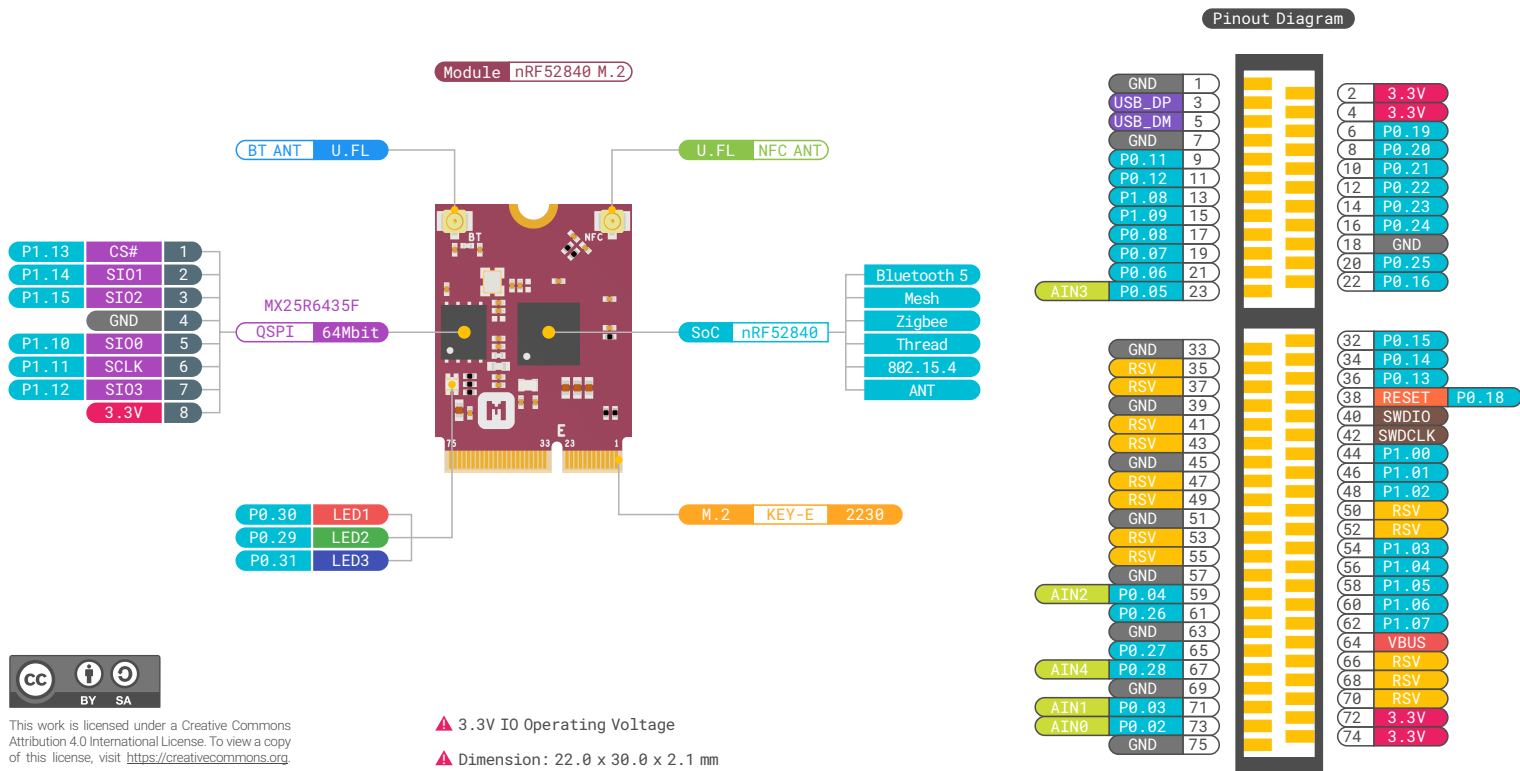 Pinout Diagram
Module nRF52840 M.2
BT ANT U.FL
U.FL NFC ANT
BT
NFC
P1.13 CS# 1
P1.14 SIO1 2
P1.15 SIO2 3
GND 4
P1.10 SIO0 5
P1.11 SCLK 6
P1.12 SIO3 7
3.3V 8
MX25R6435F
QSPI 64Mbit
SoC nRF52840
Bluetooth 5
Mesh
Zigbee
Thread
802.15.4
ANT
M
E
75 33 23 1
P0.30 LED1
P0.29 LED2
P0.31 LED3
M.2 KEY-E 2230
GND 1
USB_DP 3
USB_DM 5
GND 7
P0.11 9
P0.12 11
P1.08 13
P1.09 15
P0.08 17
P0.07 19
P0.06 21
AIN3 P0.05 23
GND 33
RSV 35
RSV 37
GND 39
RSV 41
RSV 43
GND 45
RSV 47
RSV 49
GND 51
RSV 53
RSV 55
GND 57
AIN2 P0.04 59
P0.26 61
GND 63
P0.27 65
AIN4 P0.28 67
GND 69
AIN1 P0.03 71
AIN0 P0.02 73
GND 75
2 3.3V
4 3.3V
6 P0.19
8 P0.20
10 P0.21
12 P0.22
14 P0.23
16 P0.24
18 GND
20 P0.25
22 P0.16
32 P0.15
34 P0.14
36 P0.13
38 RESET P0.18
40 SWDIO
42 SWDCLK
44 P1.00
46 P1.01
48 P1.02
50 RSV
52 RSV
54 P1.03
56 P1.04
58 P1.05
60 P1.06
62 P1.07
64 VBUS
66 RSV
68 RSV
70 RSV
72 3.3V
74 3.3V
cc
BY SA
This work is licensed under a Creative Commons
Attribution 4.0 International License. To view a copy
of this license, visit https://creativecommons.org.
3.3V IO Operating Voltage
Dimension: 22.0 x 30.0 x 2.1 mm